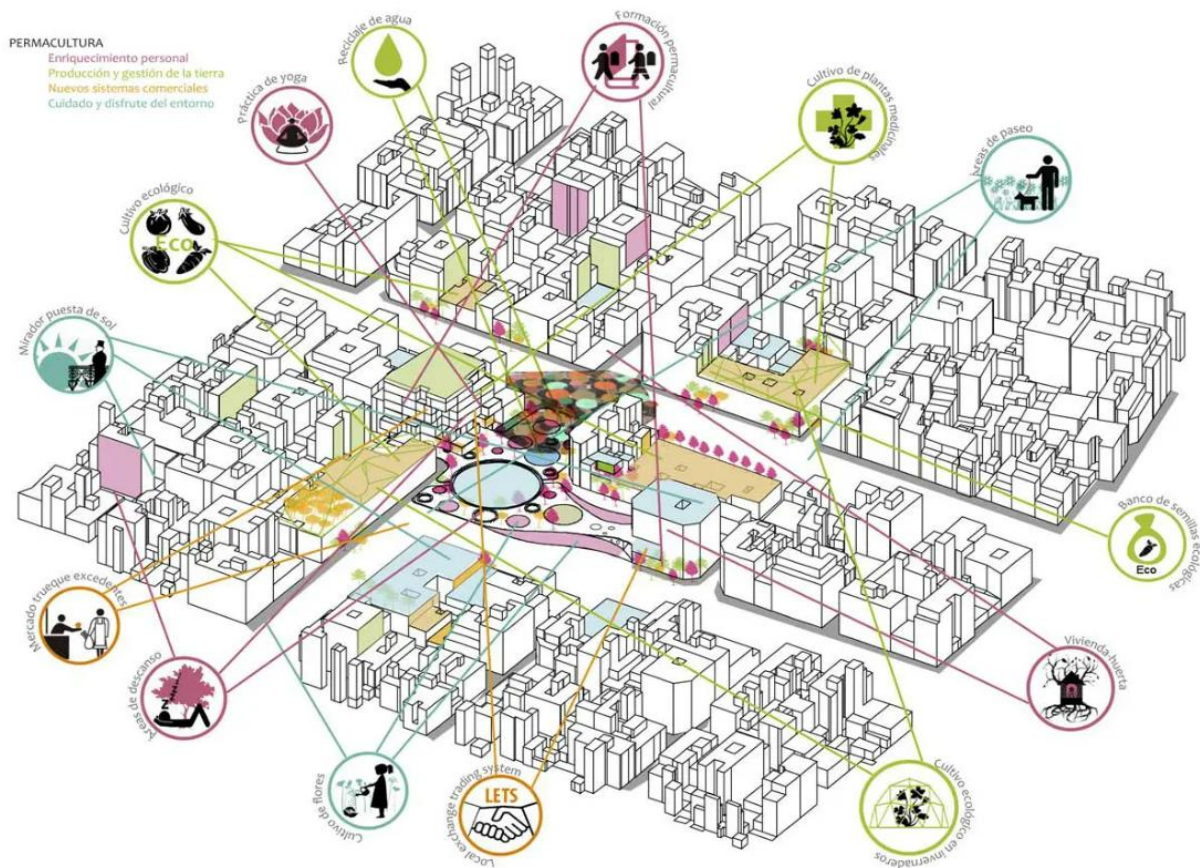 PERMACULTURA
Enriquecimiento personal
Producción y gestión de la tierra
Nuevos sistemas comerciales
Cuidado y disfrute del entorno
Reciclaje de agua
Formación permacultural
Práctica de yoga
Cultivo de plantas medicinales
Áreas de paseo
Cultivo ecológico
Eco
Mirador puesta de sol
Banco de semillas ecológicas
Eco
Mercado trueque excedentes
Vivienda-huerta
Áreas de descanso
Z
Cultivo de flores
Local exchange trading system
LETS
Cultivo ecológico en invernaderos